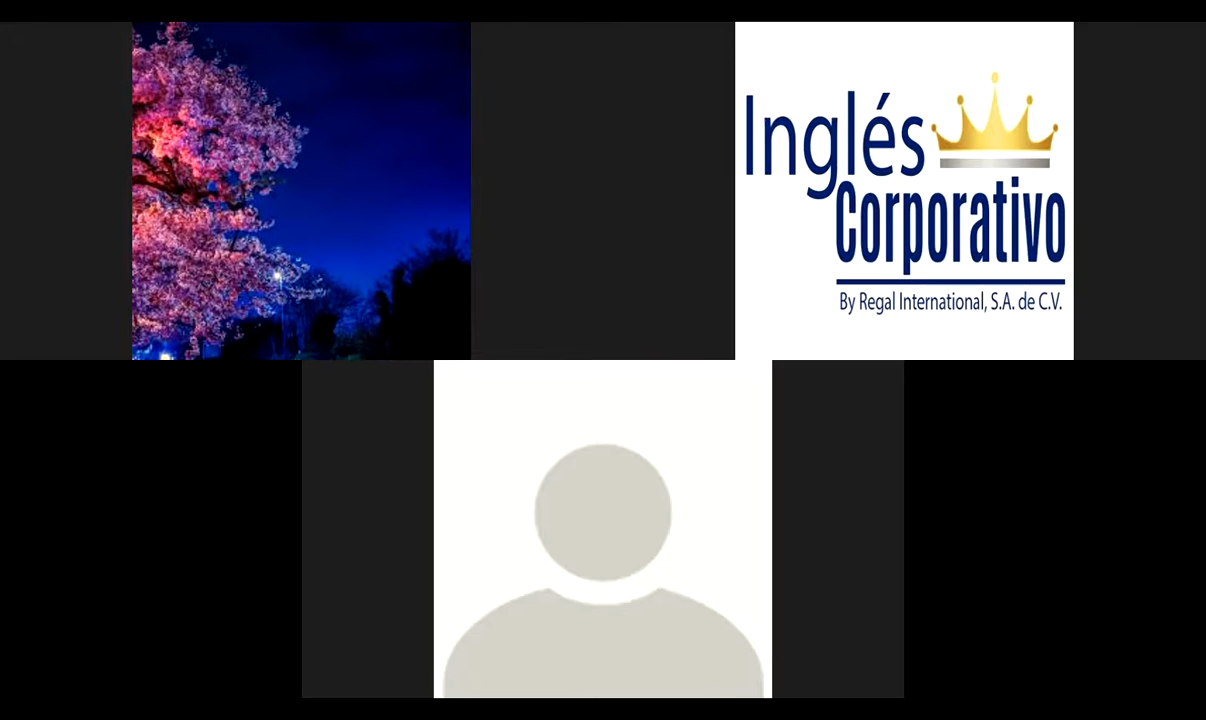 Inglés
Corporativo
By Regal International, S.A. de C.V.